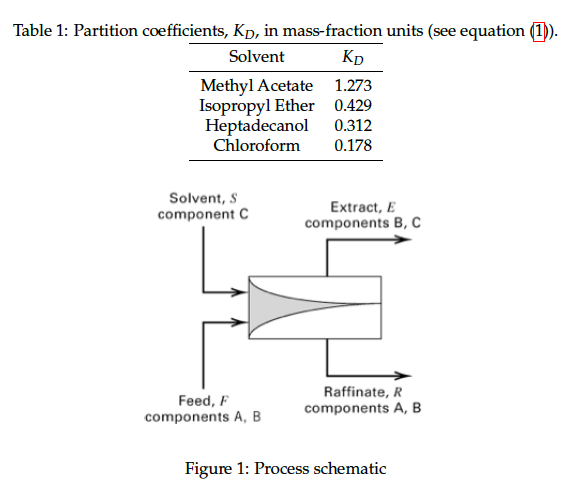 Table 1: Partition coefficients, K_D, in mass-fraction units (see equation (1)).
Solvent K_D
Methyl Acetate 1.273
Isopropyl Ether 0.429
Heptadecanol 0.312
Chloroform 0.178
Solvent, S
component C
Extract, E
components B, C
Feed, F
components A, B
Raffinate, R
components A, B
Figure 1: Process schematic